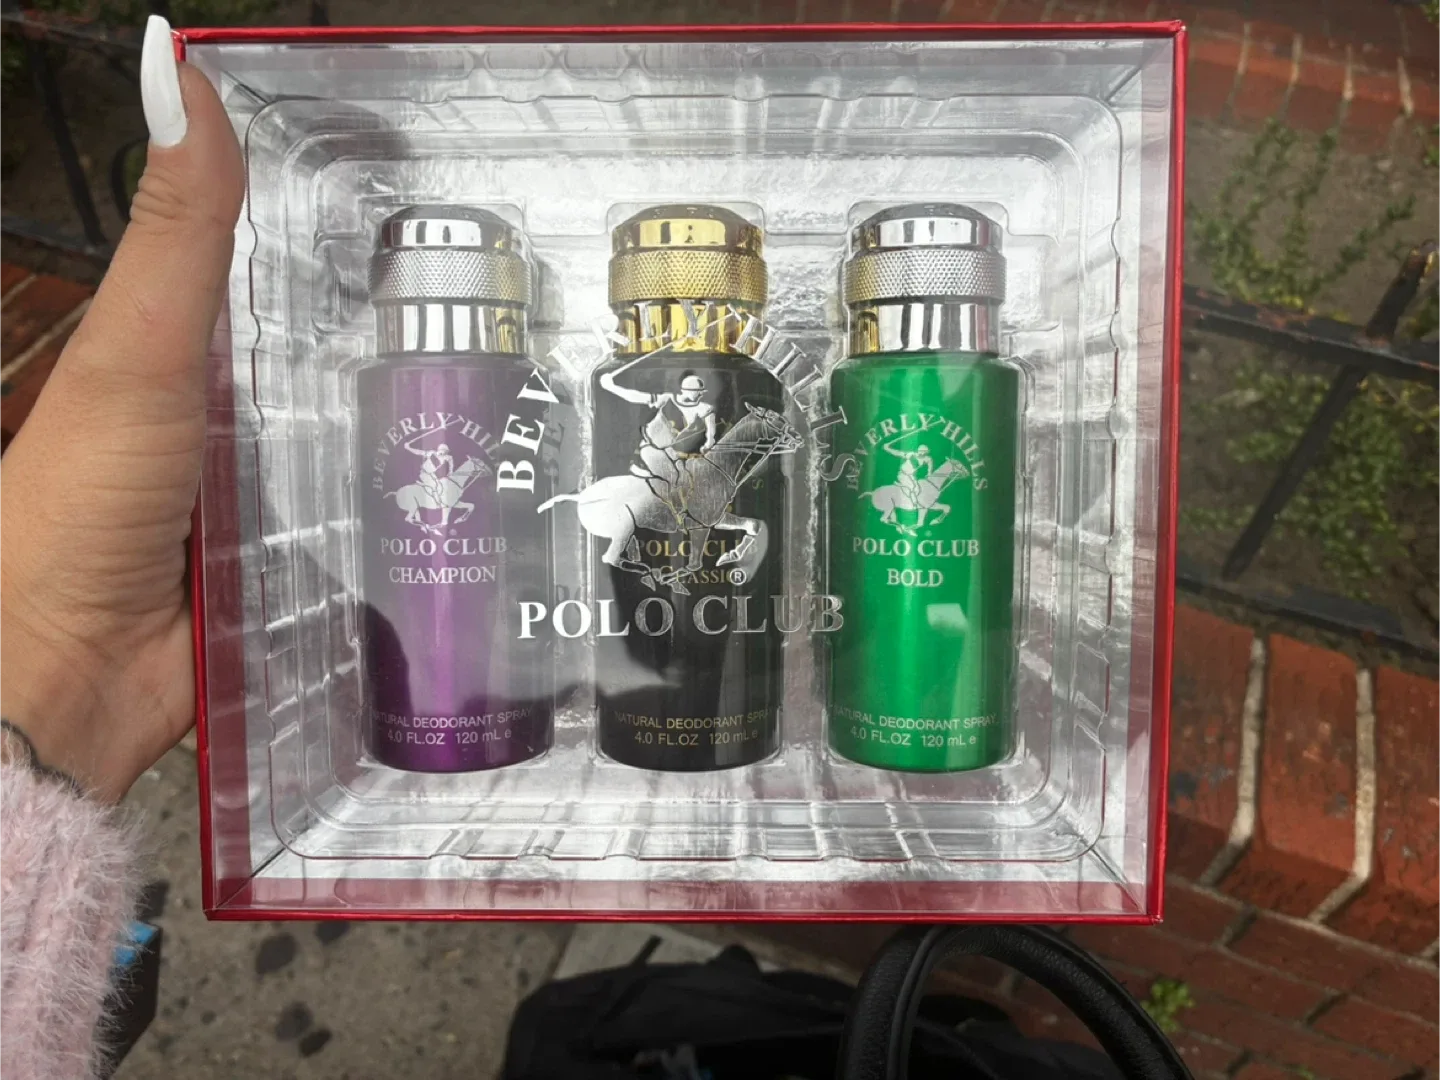 BEVERLY HILLS
POLO CLUB
BEVERLY HILLS
POLO CLUB
CHAMPION
NATURAL DEODORANT SPRAY
4.0 FL.OZ 120 mL e
POLO CLUB
CLASSIC
NATURAL DEODORANT SPRAY
4.0 FL.OZ 120 mL e
BEVERLY HILLS
POLO CLUB
BOLD
NATURAL DEODORANT SPRAY
4.0 FL.OZ 120 mL e